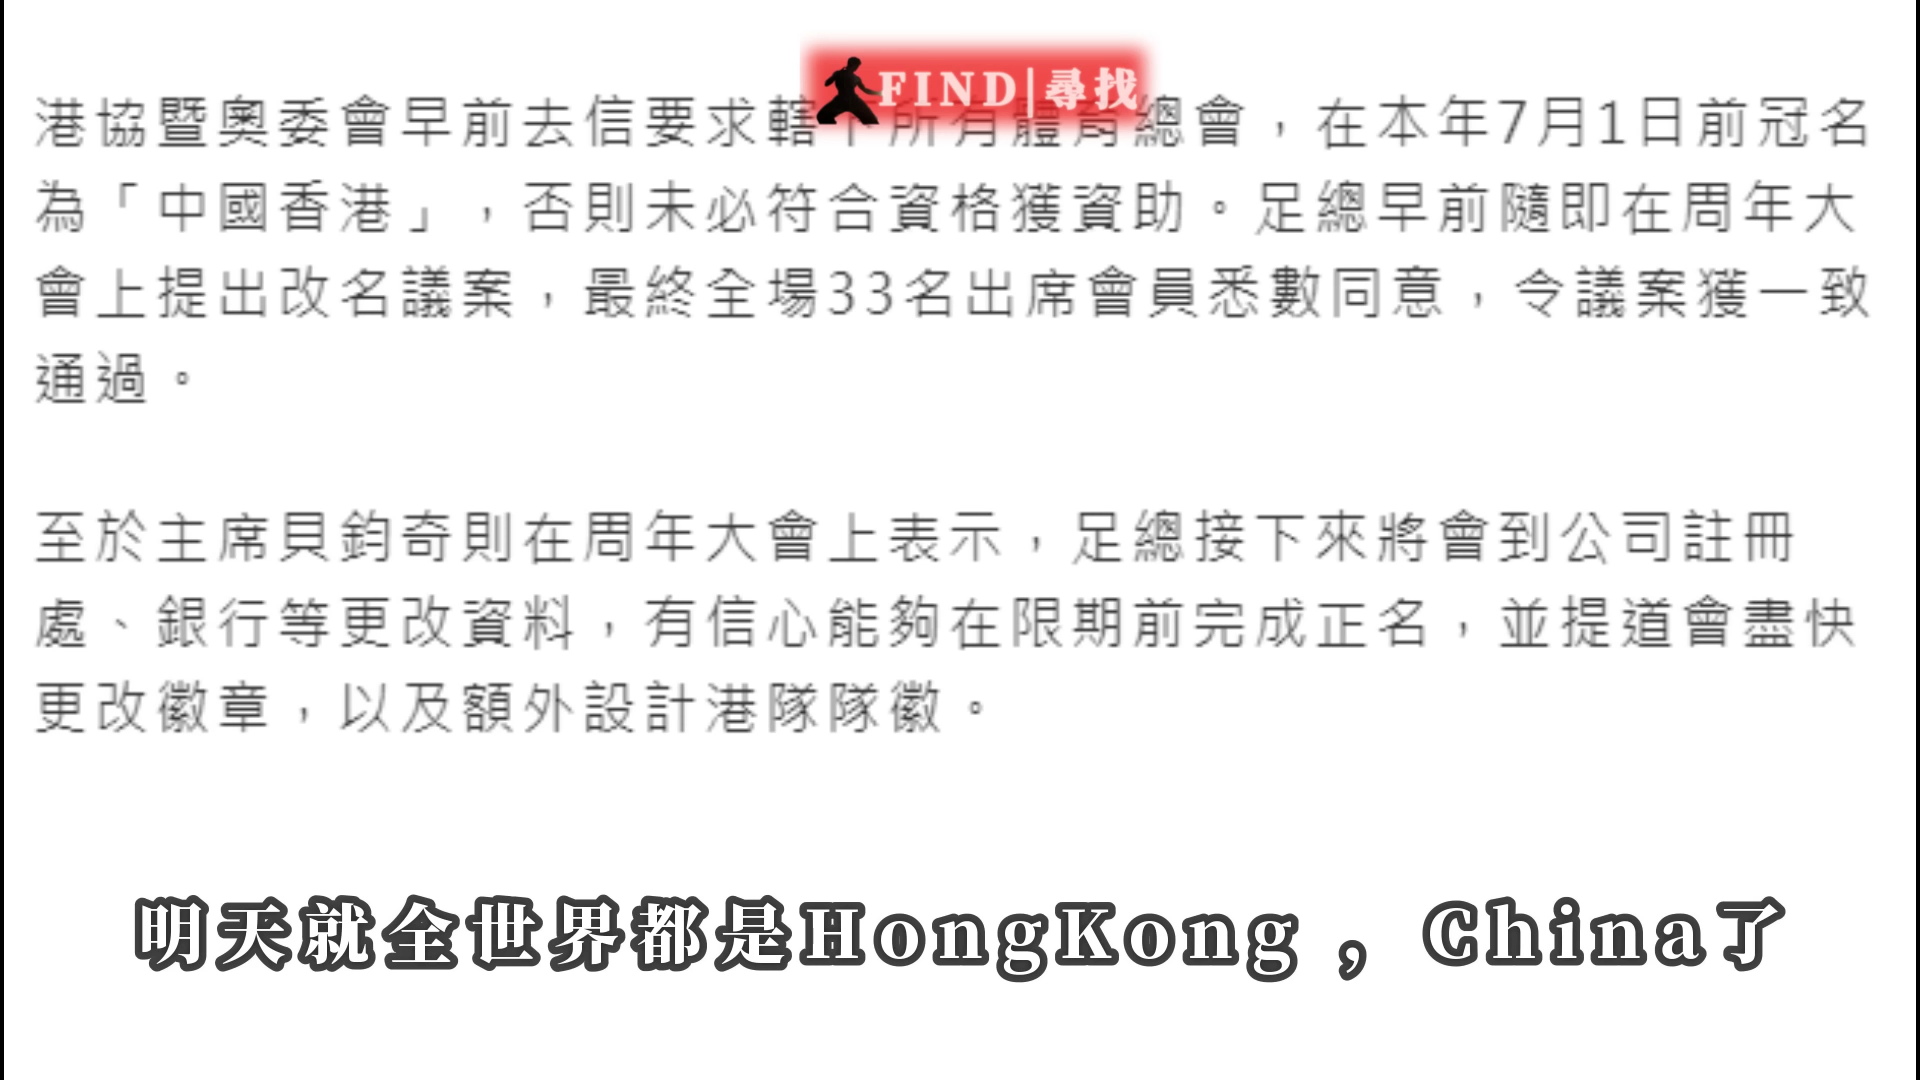 FIND|尋找
港協暨奧委會早前去信要求轄下所有體育總會，在本年7月1日前冠名
為「中國香港」，否則未必符合資格獲資助。足總早前隨即在周年大
會上提出改名議案，最終全場33名出席會員悉數同意，令議案獲一致
通過。
至於主席貝鈞奇則在周年大會上表示，足總接下來將會到公司註冊
處、銀行等更改資料，有信心能夠在限期前完成正名，並提道會盡快
更改徽章，以及額外設計港隊隊徽。
明天就全世界都是HongKong，China了